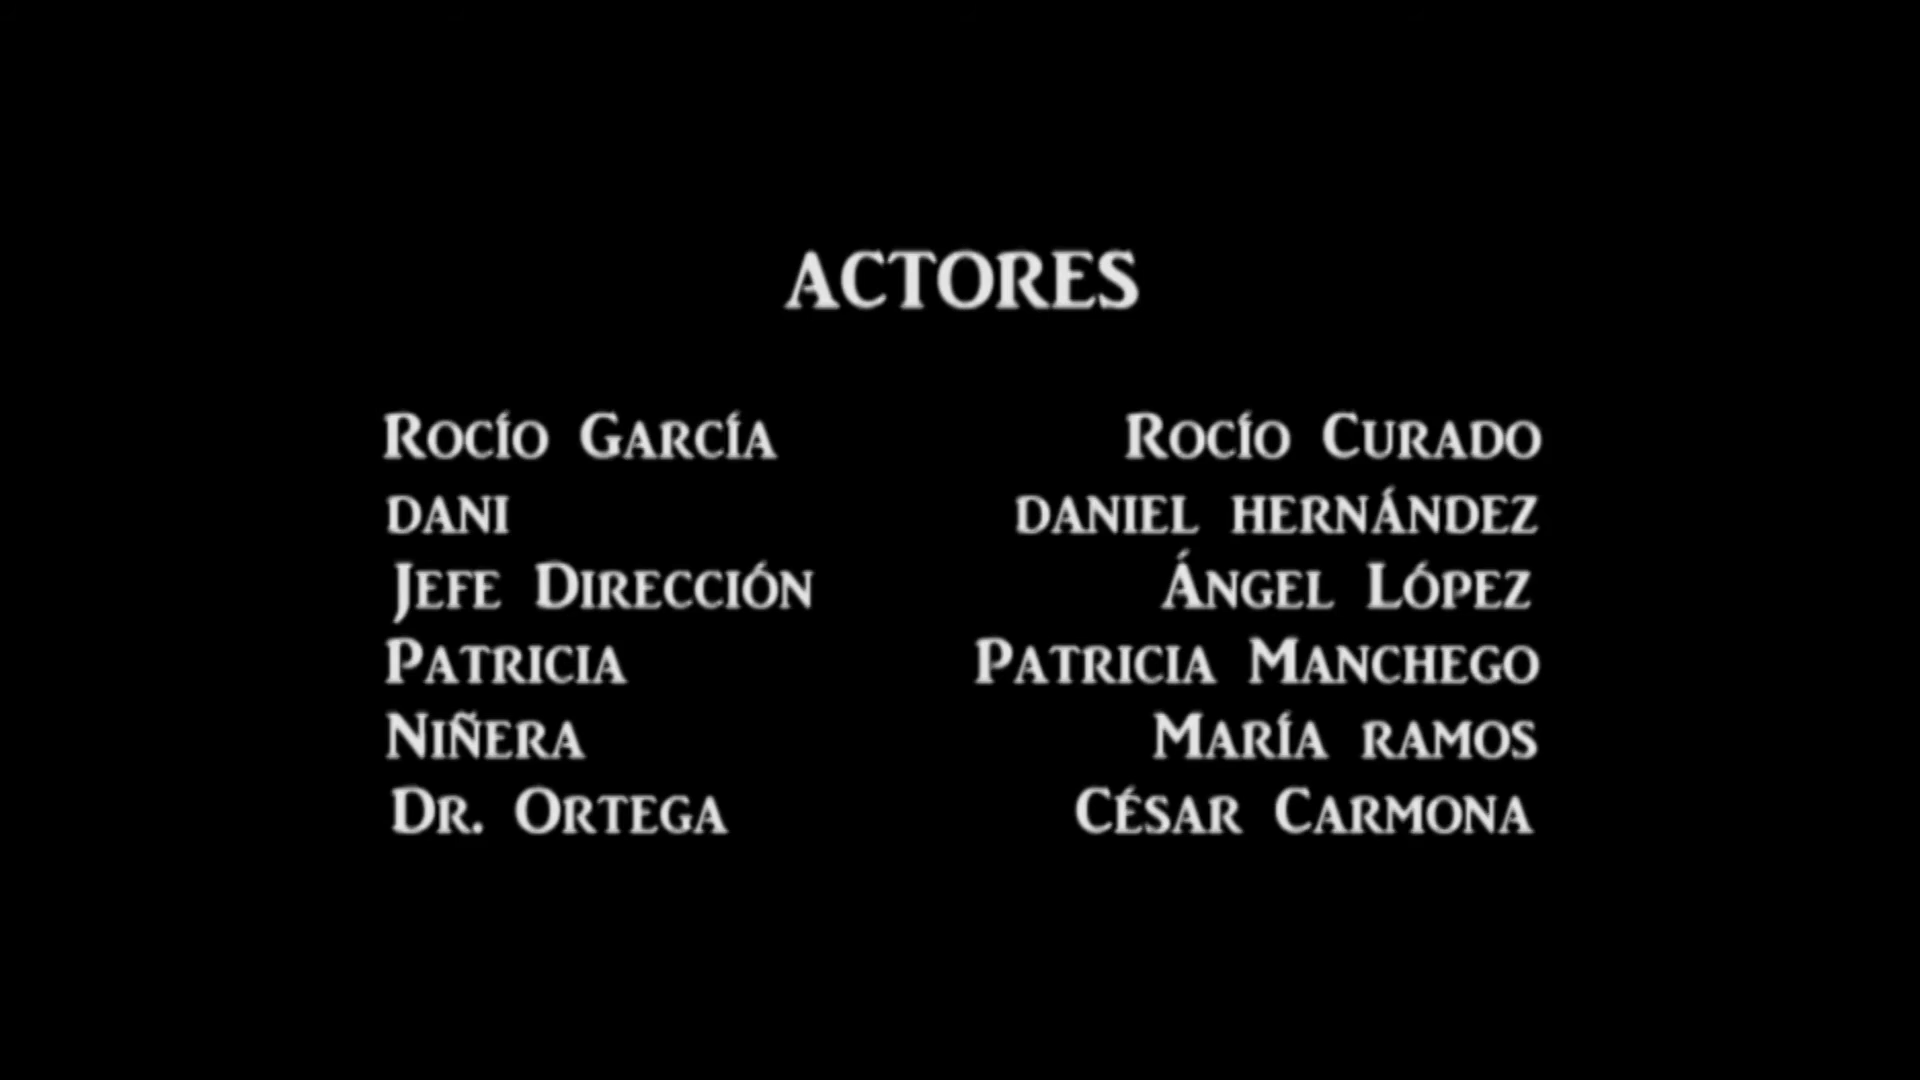 ACTORES
Rocío García Rocío Curado
DANI DANIEL HERNÁNDEZ
Jefe Dirección Ángel López
Patricia Patricia Manchego
Niñera María ramos
Dr. Ortega César Carmona